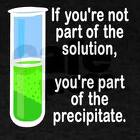 If you're not
part of the
solution,
you're part
of the
precipitate.